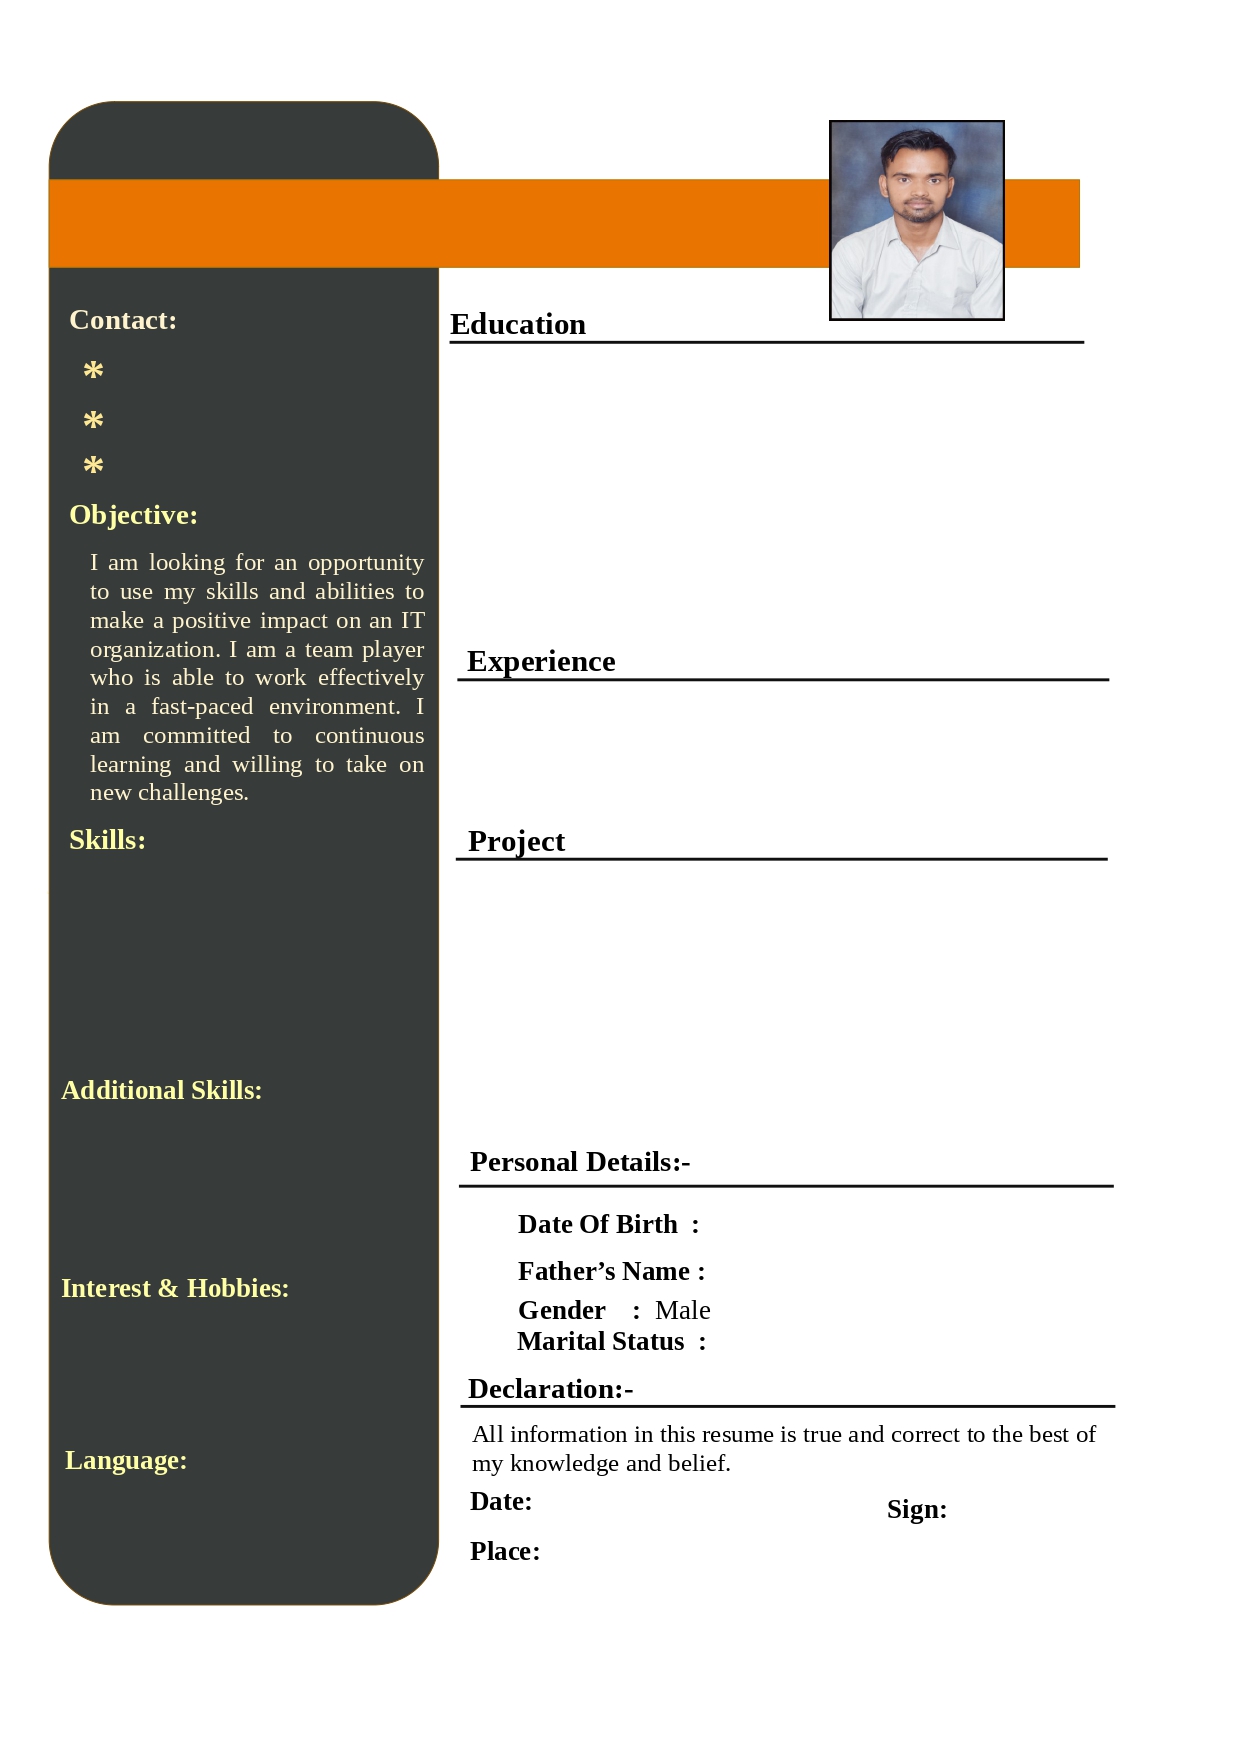 Contact:
*
*
*
Objective:
I am looking for an opportunity
to use my skills and abilities to
make a positive impact on an IT
organization. I am a team player
who is able to work effectively
in a fast-paced environment. I
am committed to continuous
learning and willing to take on
new challenges.
Skills:
Additional Skills:
Interest & Hobbies:
Language:
Education
Experience
Project
Personal Details:-
Date Of Birth :
Father’s Name :
Gender : Male
Marital Status :
Declaration:-
All information in this resume is true and correct to the best of
my knowledge and belief.
Date:
Sign:
Place: